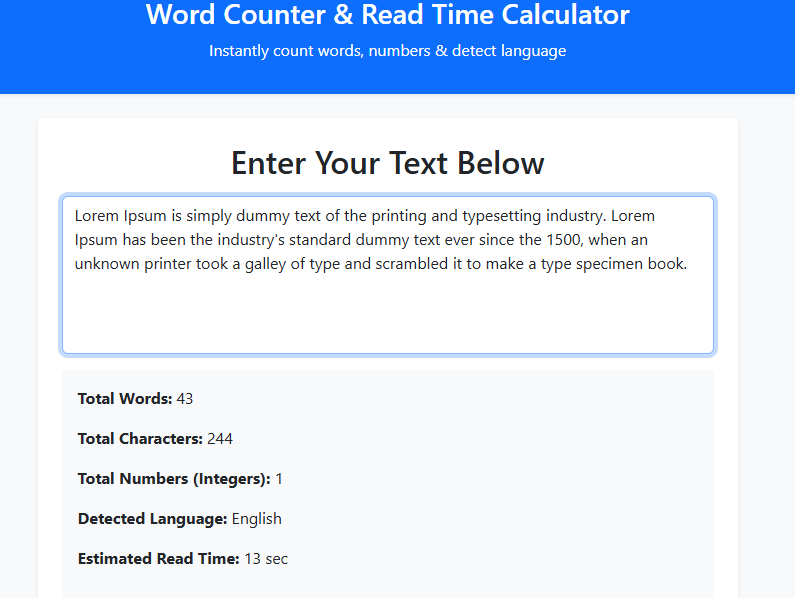 Word Counter & Read Time Calculator
Instantly count words, numbers & detect language
Enter Your Text Below
Lorem Ipsum is simply dummy text of the printing and typesetting industry. Lorem
Ipsum has been the industry's standard dummy text ever since the 1500, when an
unknown printer took a galley of type and scrambled it to make a type specimen book.
Total Words: 43
Total Characters: 244
Total Numbers (Integers): 1
Detected Language: English
Estimated Read Time: 13 sec